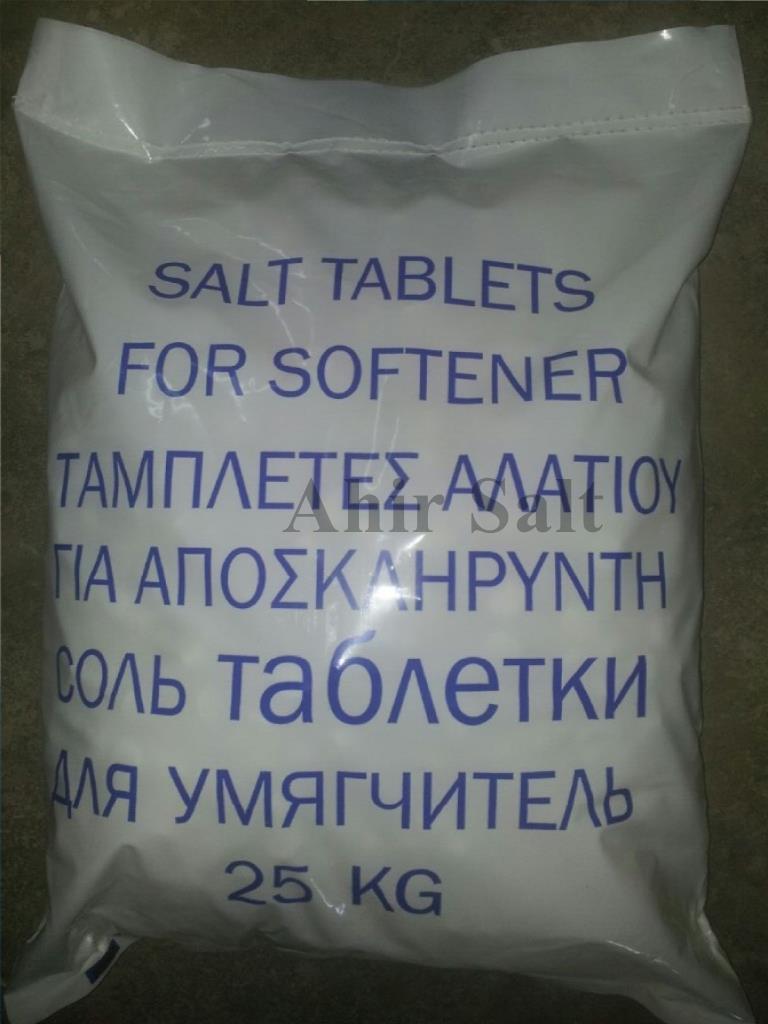 SALT TABLETS
FOR SOFTENER
ΤΑΜΠΛΕΤΕΣ ΑΛΑΤΙΟΥ
Ahir Salt
ΓΙΑ ΑΠΟΣΚΛΗΡΥΝΤΗ
СОЛЬ таблетки
ДЛЯ УМЯГЧИТЕЛЬ
25 KG